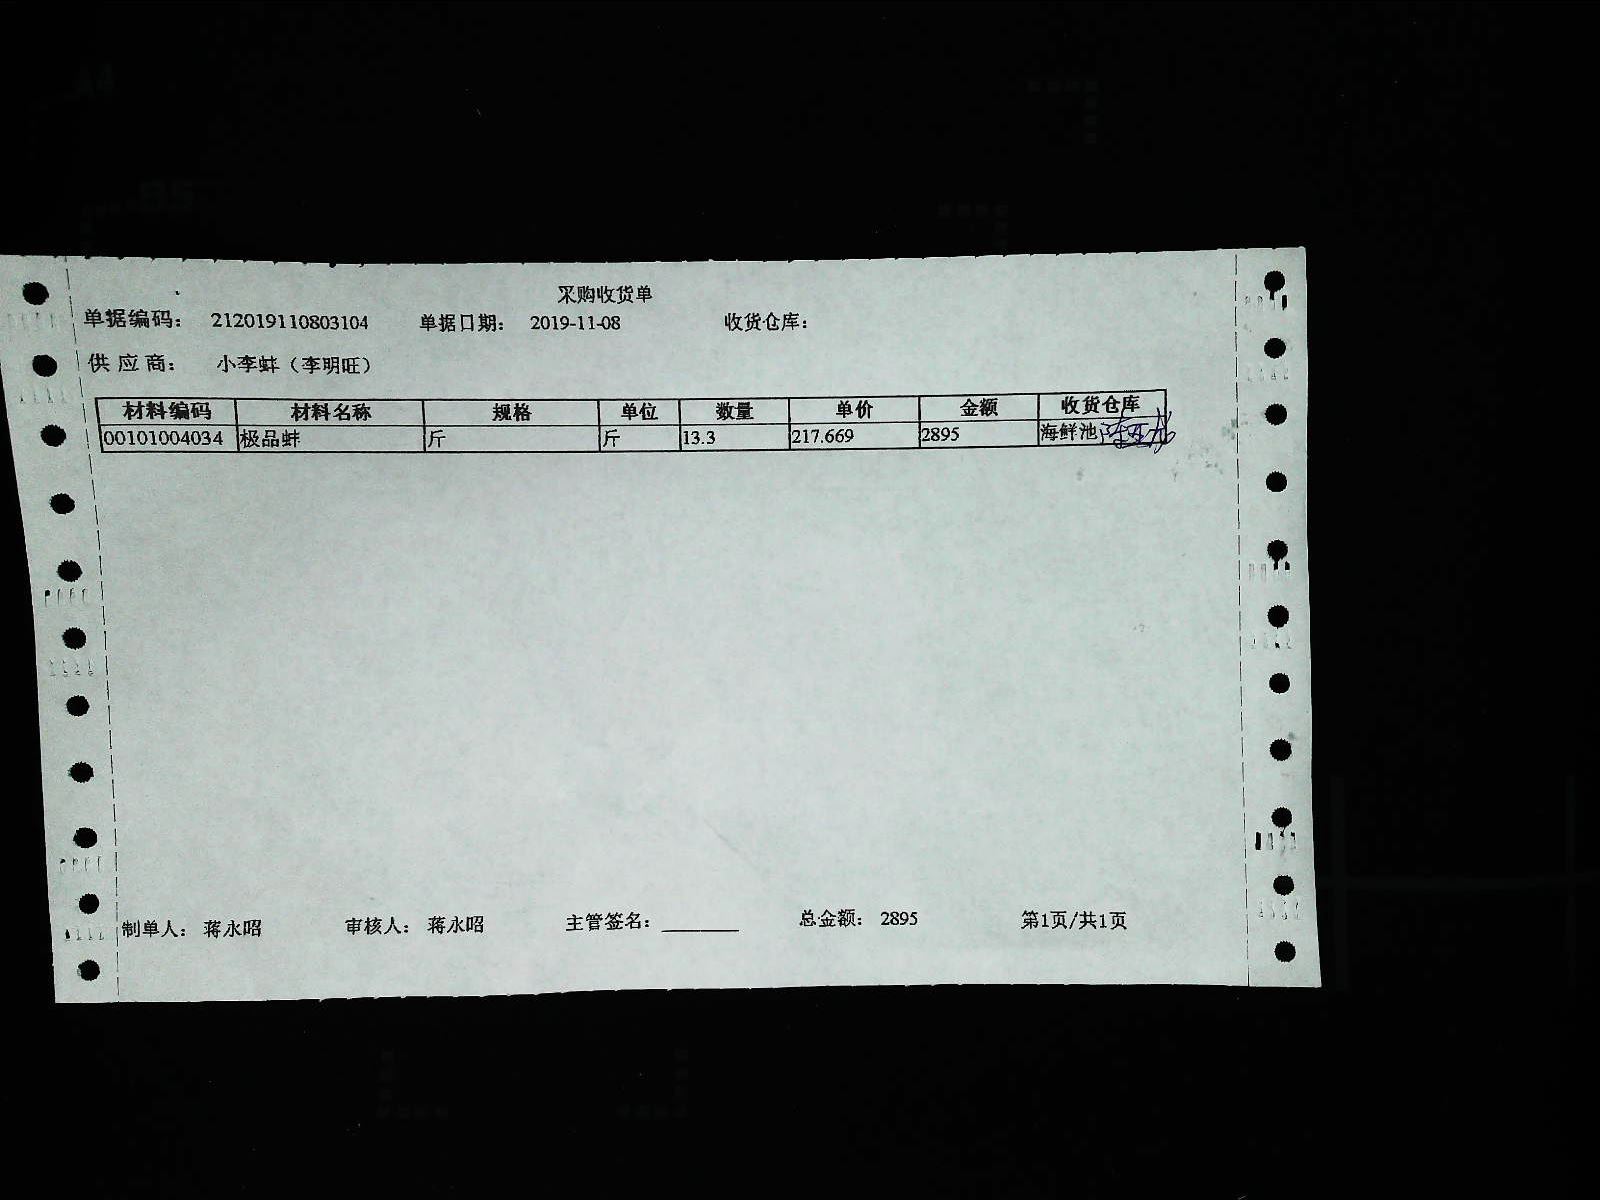 采购收货单
单据编码： 212019110803104 单据日期： 2019-11-08 收货仓库：
供 应 商： 小李蚌（李明旺）
材料编码 材料名称 规格 单位 数量 单价 金额 收货仓库
00101004034 极品蚌 斤 斤 13.3 217.669 2895 海鲜池
制单人： 蒋永昭 审核人： 蒋永昭 主管签名：________ 总金额： 2895 第1页/共1页